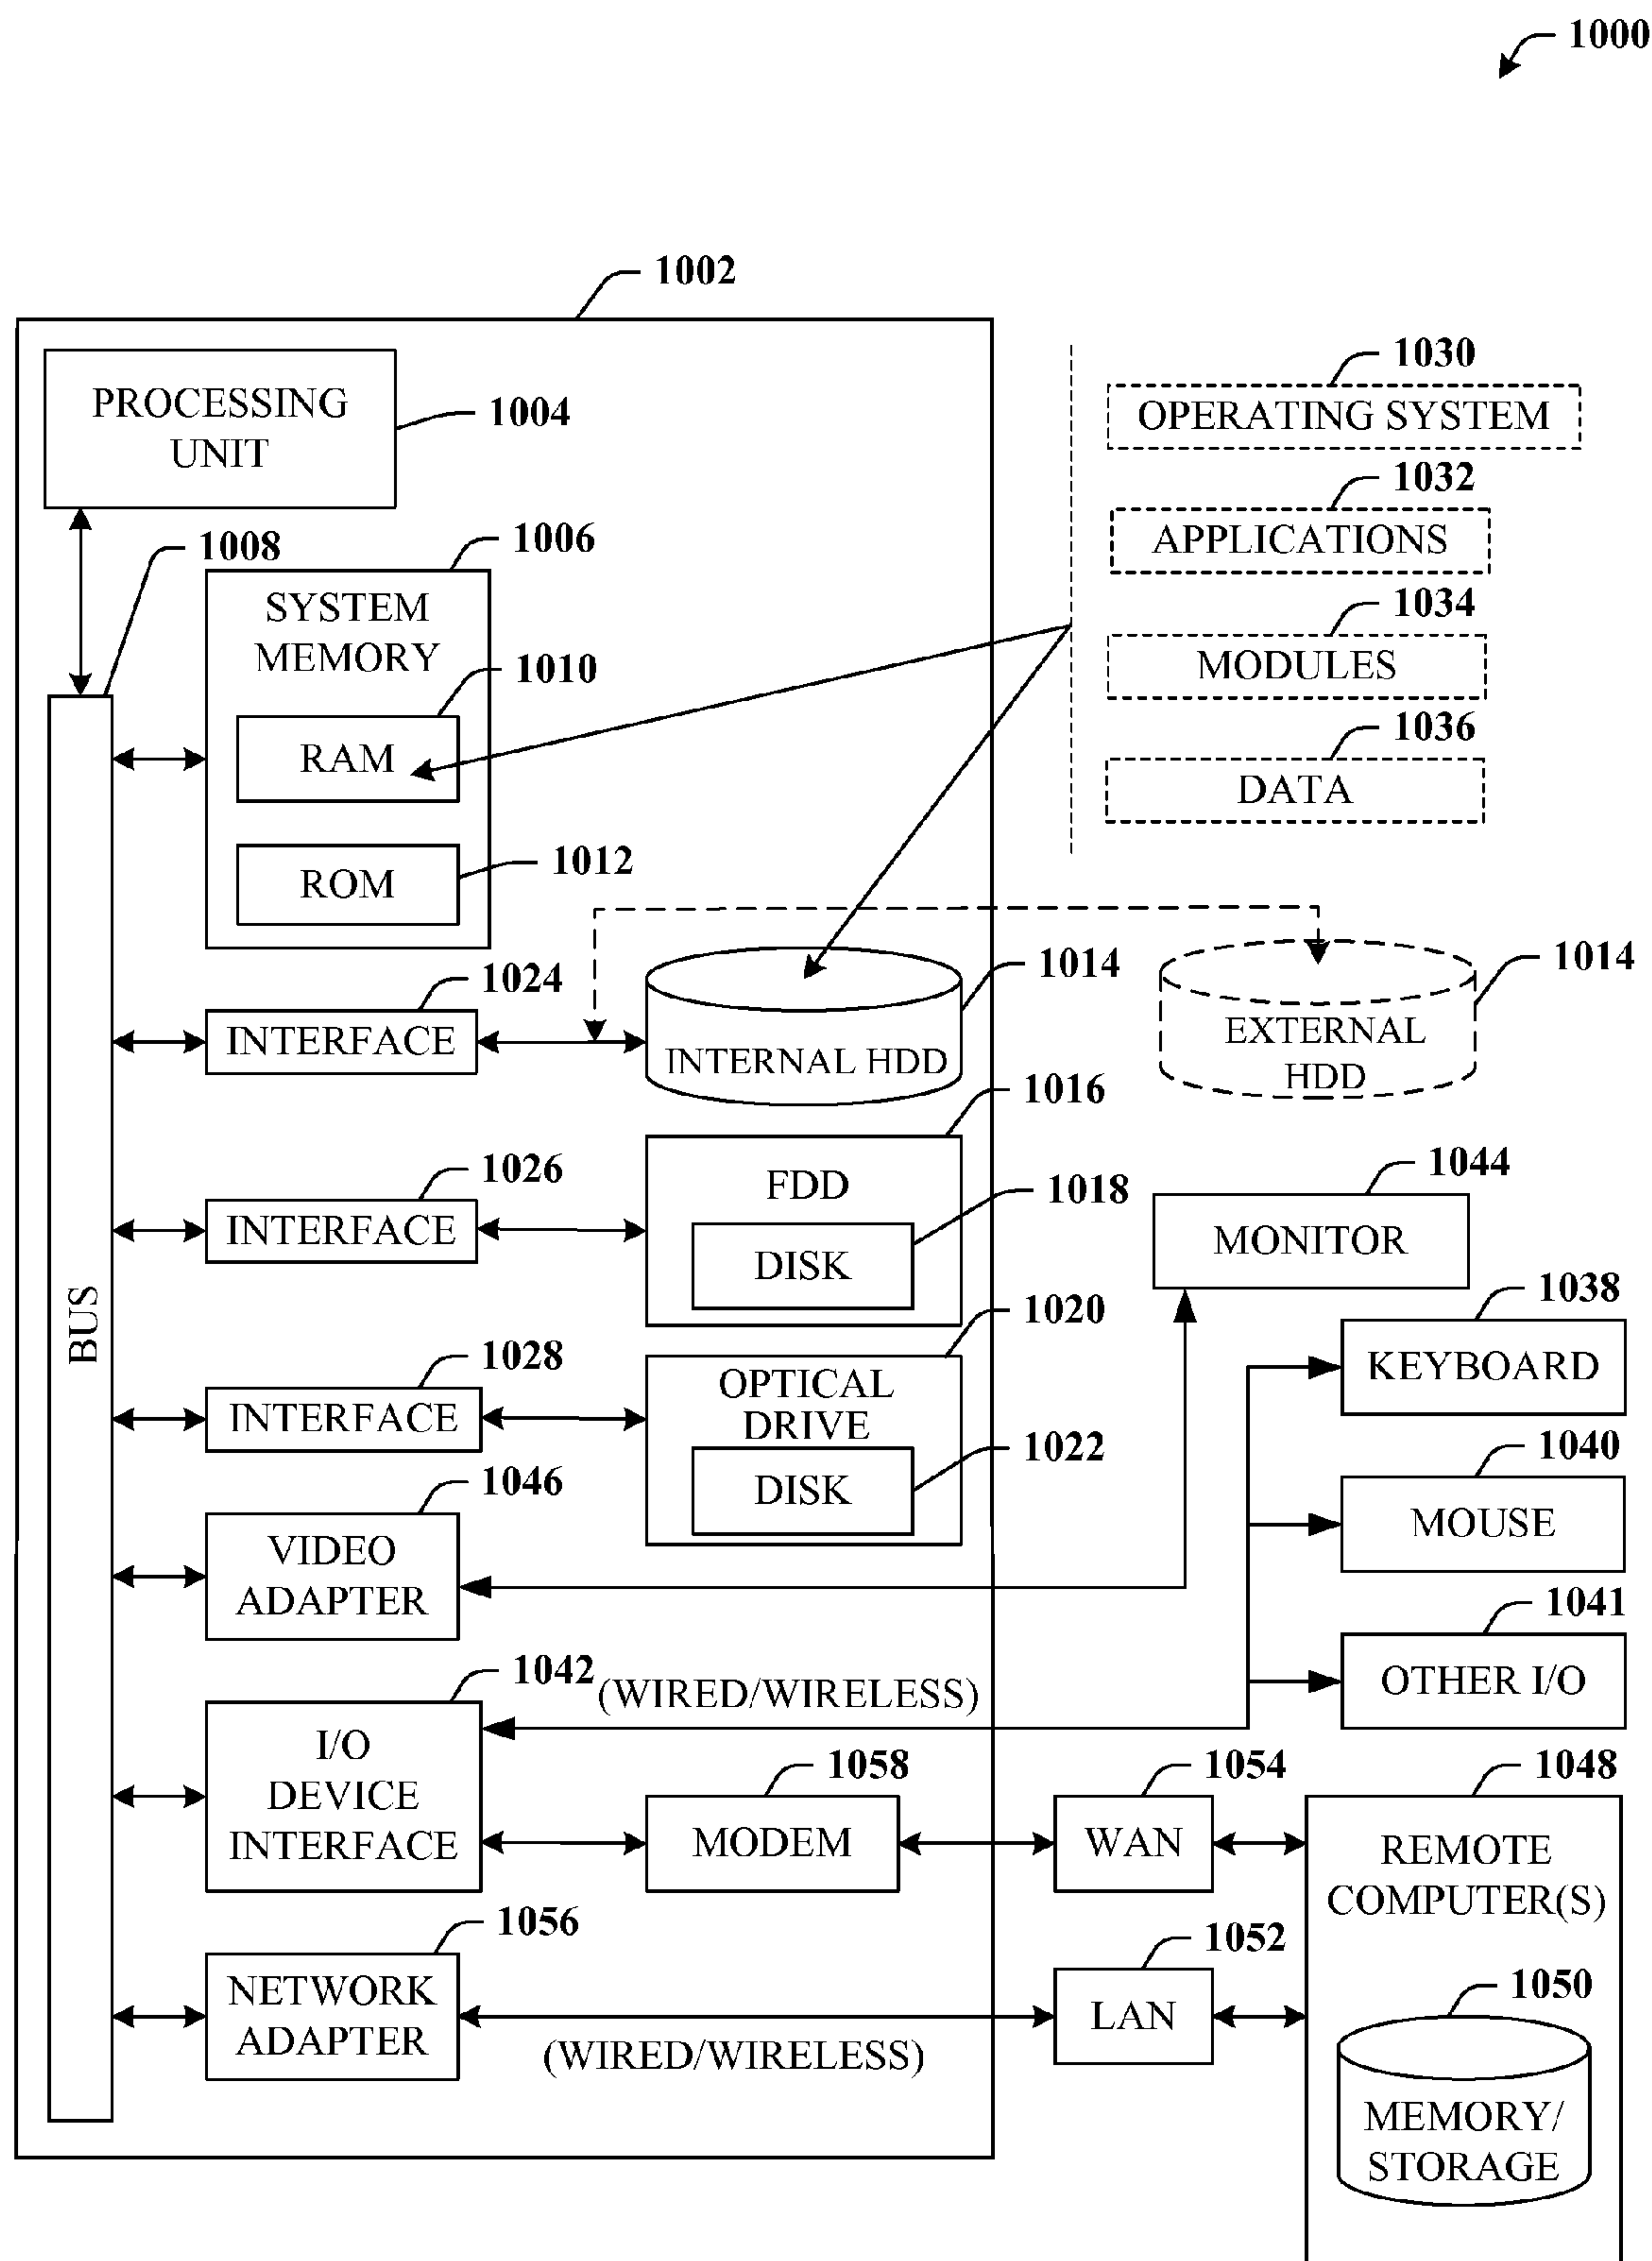 1000
1002
PROCESSING
UNIT
1004
1030
OPERATING SYSTEM
1032
APPLICATIONS
1034
MODULES
1036
DATA
1008
1006
SYSTEM
MEMORY
1010
RAM
1012
ROM
1024
INTERFACE
1014
INTERNAL HDD
1014
EXTERNAL
HDD
1016
FDD
1026
INTERFACE
1018
DISK
1044
MONITOR
BUS
1020
OPTICAL
DRIVE
1028
INTERFACE
1022
DISK
1038
KEYBOARD
1040
MOUSE
1046
VIDEO
ADAPTER
1041
OTHER I/O
1042
(WIRED/WIRELESS)
I/O
DEVICE
INTERFACE
1058
MODEM
1054
WAN
1048
REMOTE
COMPUTER(S)
1056
NETWORK
ADAPTER
(WIRED/WIRELESS)
1052
LAN
1050
MEMORY/
STORAGE